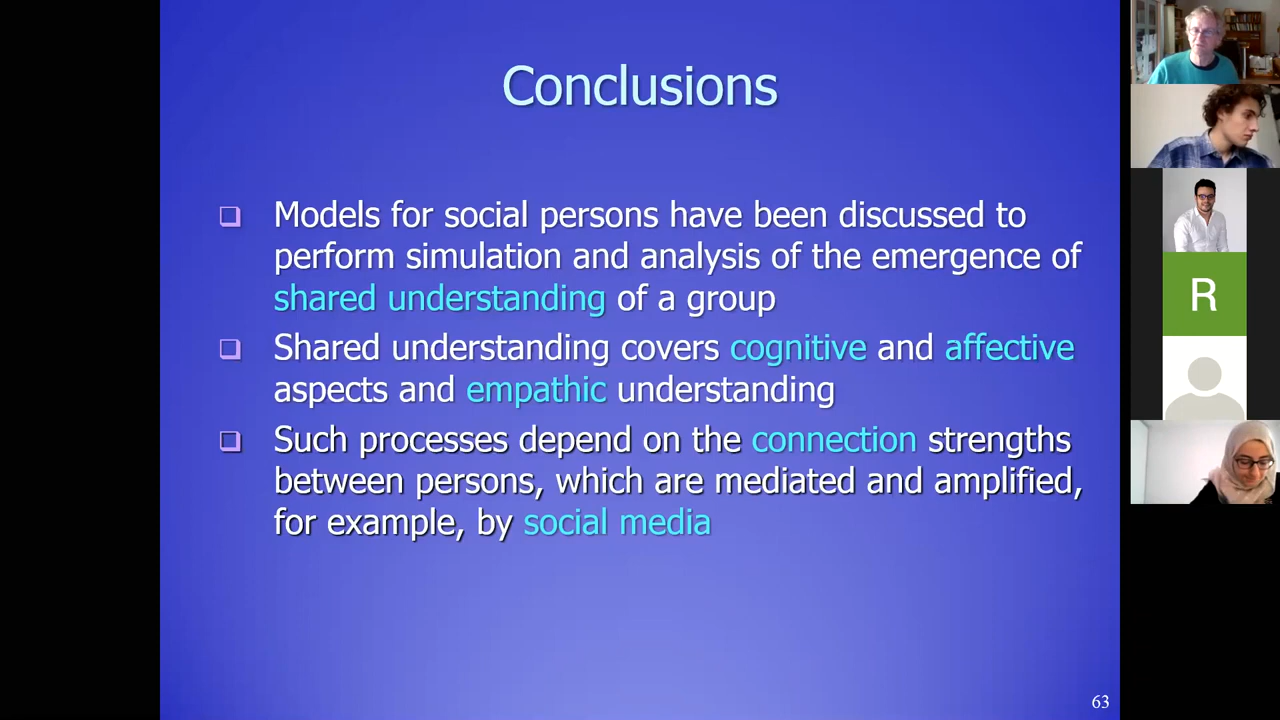 Conclusions
Models for social persons have been discussed to
perform simulation and analysis of the emergence of
shared understanding of a group
Shared understanding covers cognitive and affective
aspects and empathic understanding
Such processes depend on the connection strengths
between persons, which are mediated and amplified,
for example, by social media
63
R